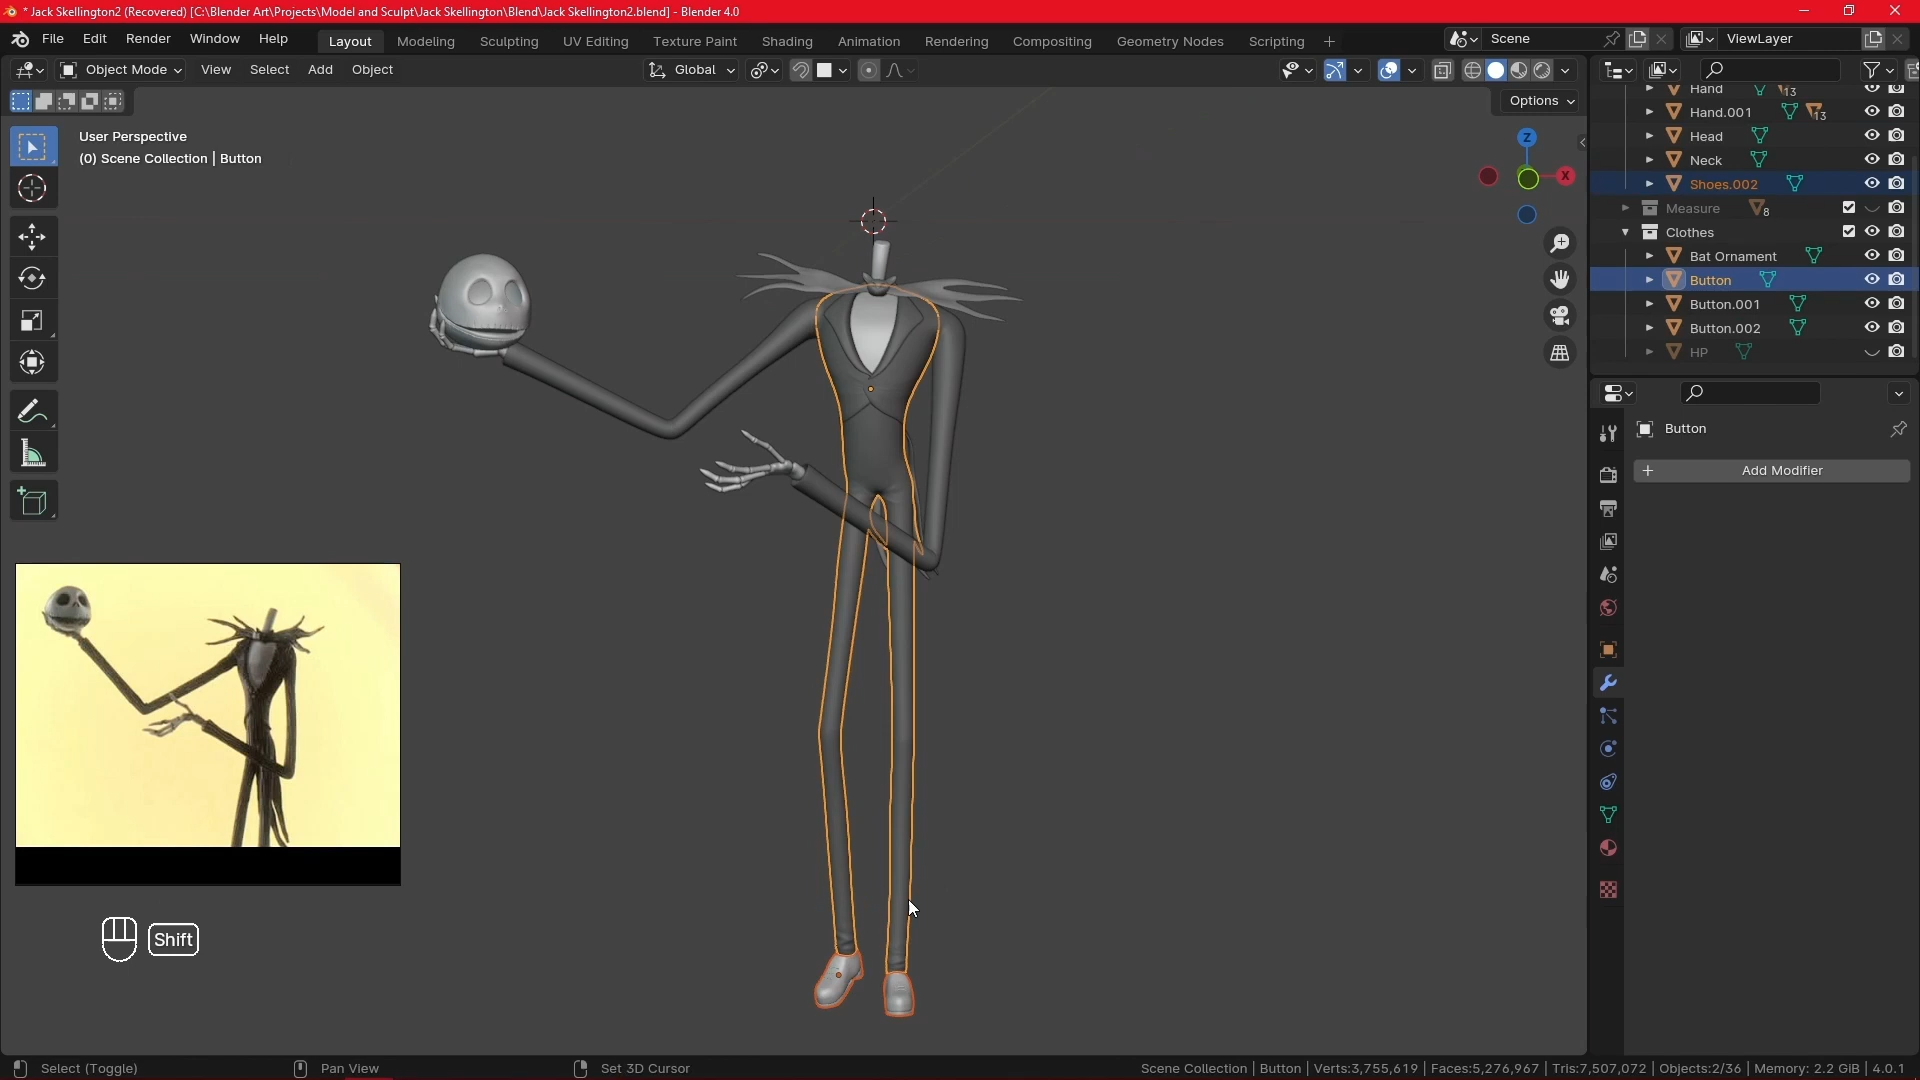 * Jack Skellington2 (Recovered) [C:\Blender Art\Projects\Model and Sculpt\Jack Skellington\Blend\Jack Skellington2.blend] - Blender 4.0
File Edit Render Window Help Layout Modeling Sculpting UV Editing Texture Paint Shading Animation Rendering Compositing Geometry Nodes Scripting + Scene ViewLayer
Object Mode View Select Add Object Global
Options
User Perspective
(0) Scene Collection | Button
Z
X
Hand 13
Hand.001 13
Head
Neck
Shoes.002
Measure 8
Clothes
Bat Ornament
Button
Button.001
Button.002
HP
Button
+ Add Modifier
Shift
Select (Toggle) Pan View Set 3D Cursor Scene Collection | Button | Verts:3,755,619 | Faces:5,276,967 | Tris:7,507,072 | Objects:2/36 | Memory: 2.2 GiB | 4.0.1